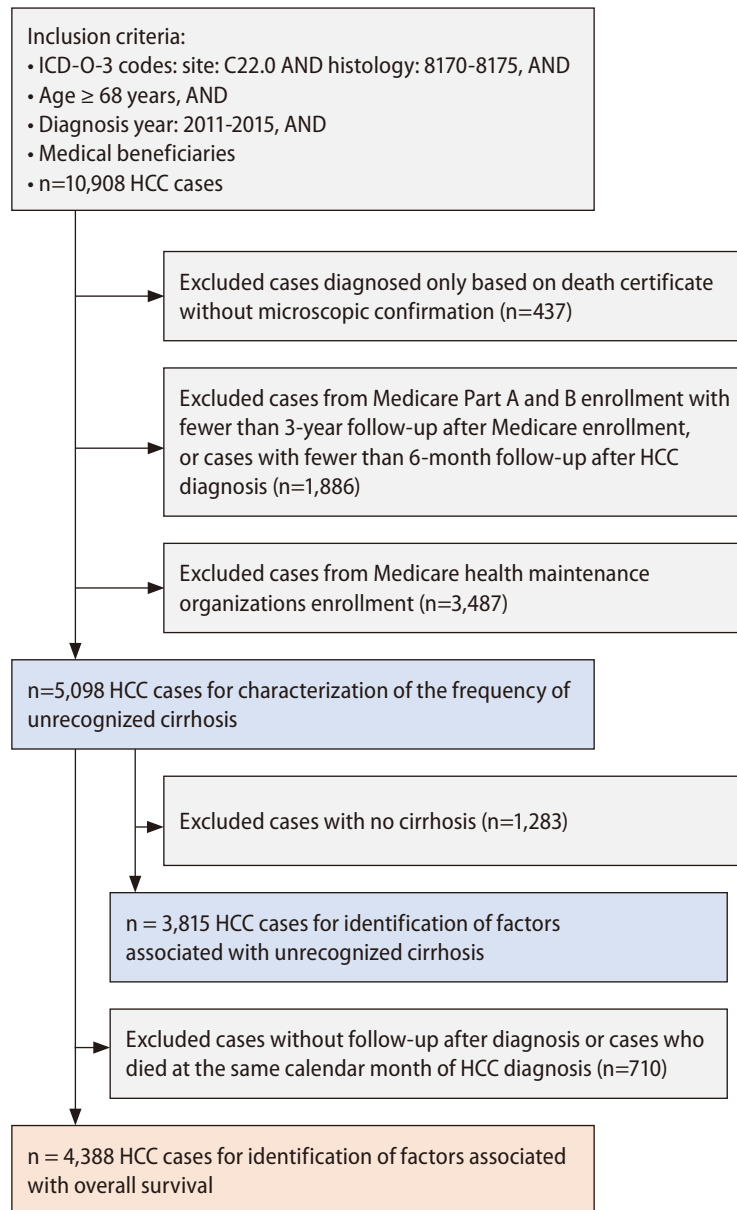 Inclusion criteria:
• ICD-O-3 codes: site: C22.0 AND histology: 8170-8175, AND
• Age ≥ 68 years, AND
• Diagnosis year: 2011-2015, AND
• Medical beneficiaries
• n=10,908 HCC cases
Excluded cases diagnosed only based on death certificate
without microscopic confirmation (n=437)
Excluded cases from Medicare Part A and B enrollment with
fewer than 3-year follow-up after Medicare enrollment,
or cases with fewer than 6-month follow-up after HCC
diagnosis (n=1,886)
Excluded cases from Medicare health maintenance
organizations enrollment (n=3,487)
n=5,098 HCC cases for characterization of the frequency of
unrecognized cirrhosis
Excluded cases with no cirrhosis (n=1,283)
n = 3,815 HCC cases for identification of factors
associated with unrecognized cirrhosis
Excluded cases without follow-up after diagnosis or cases who
died at the same calendar month of HCC diagnosis (n=710)
n = 4,388 HCC cases for identification of factors associated
with overall survival